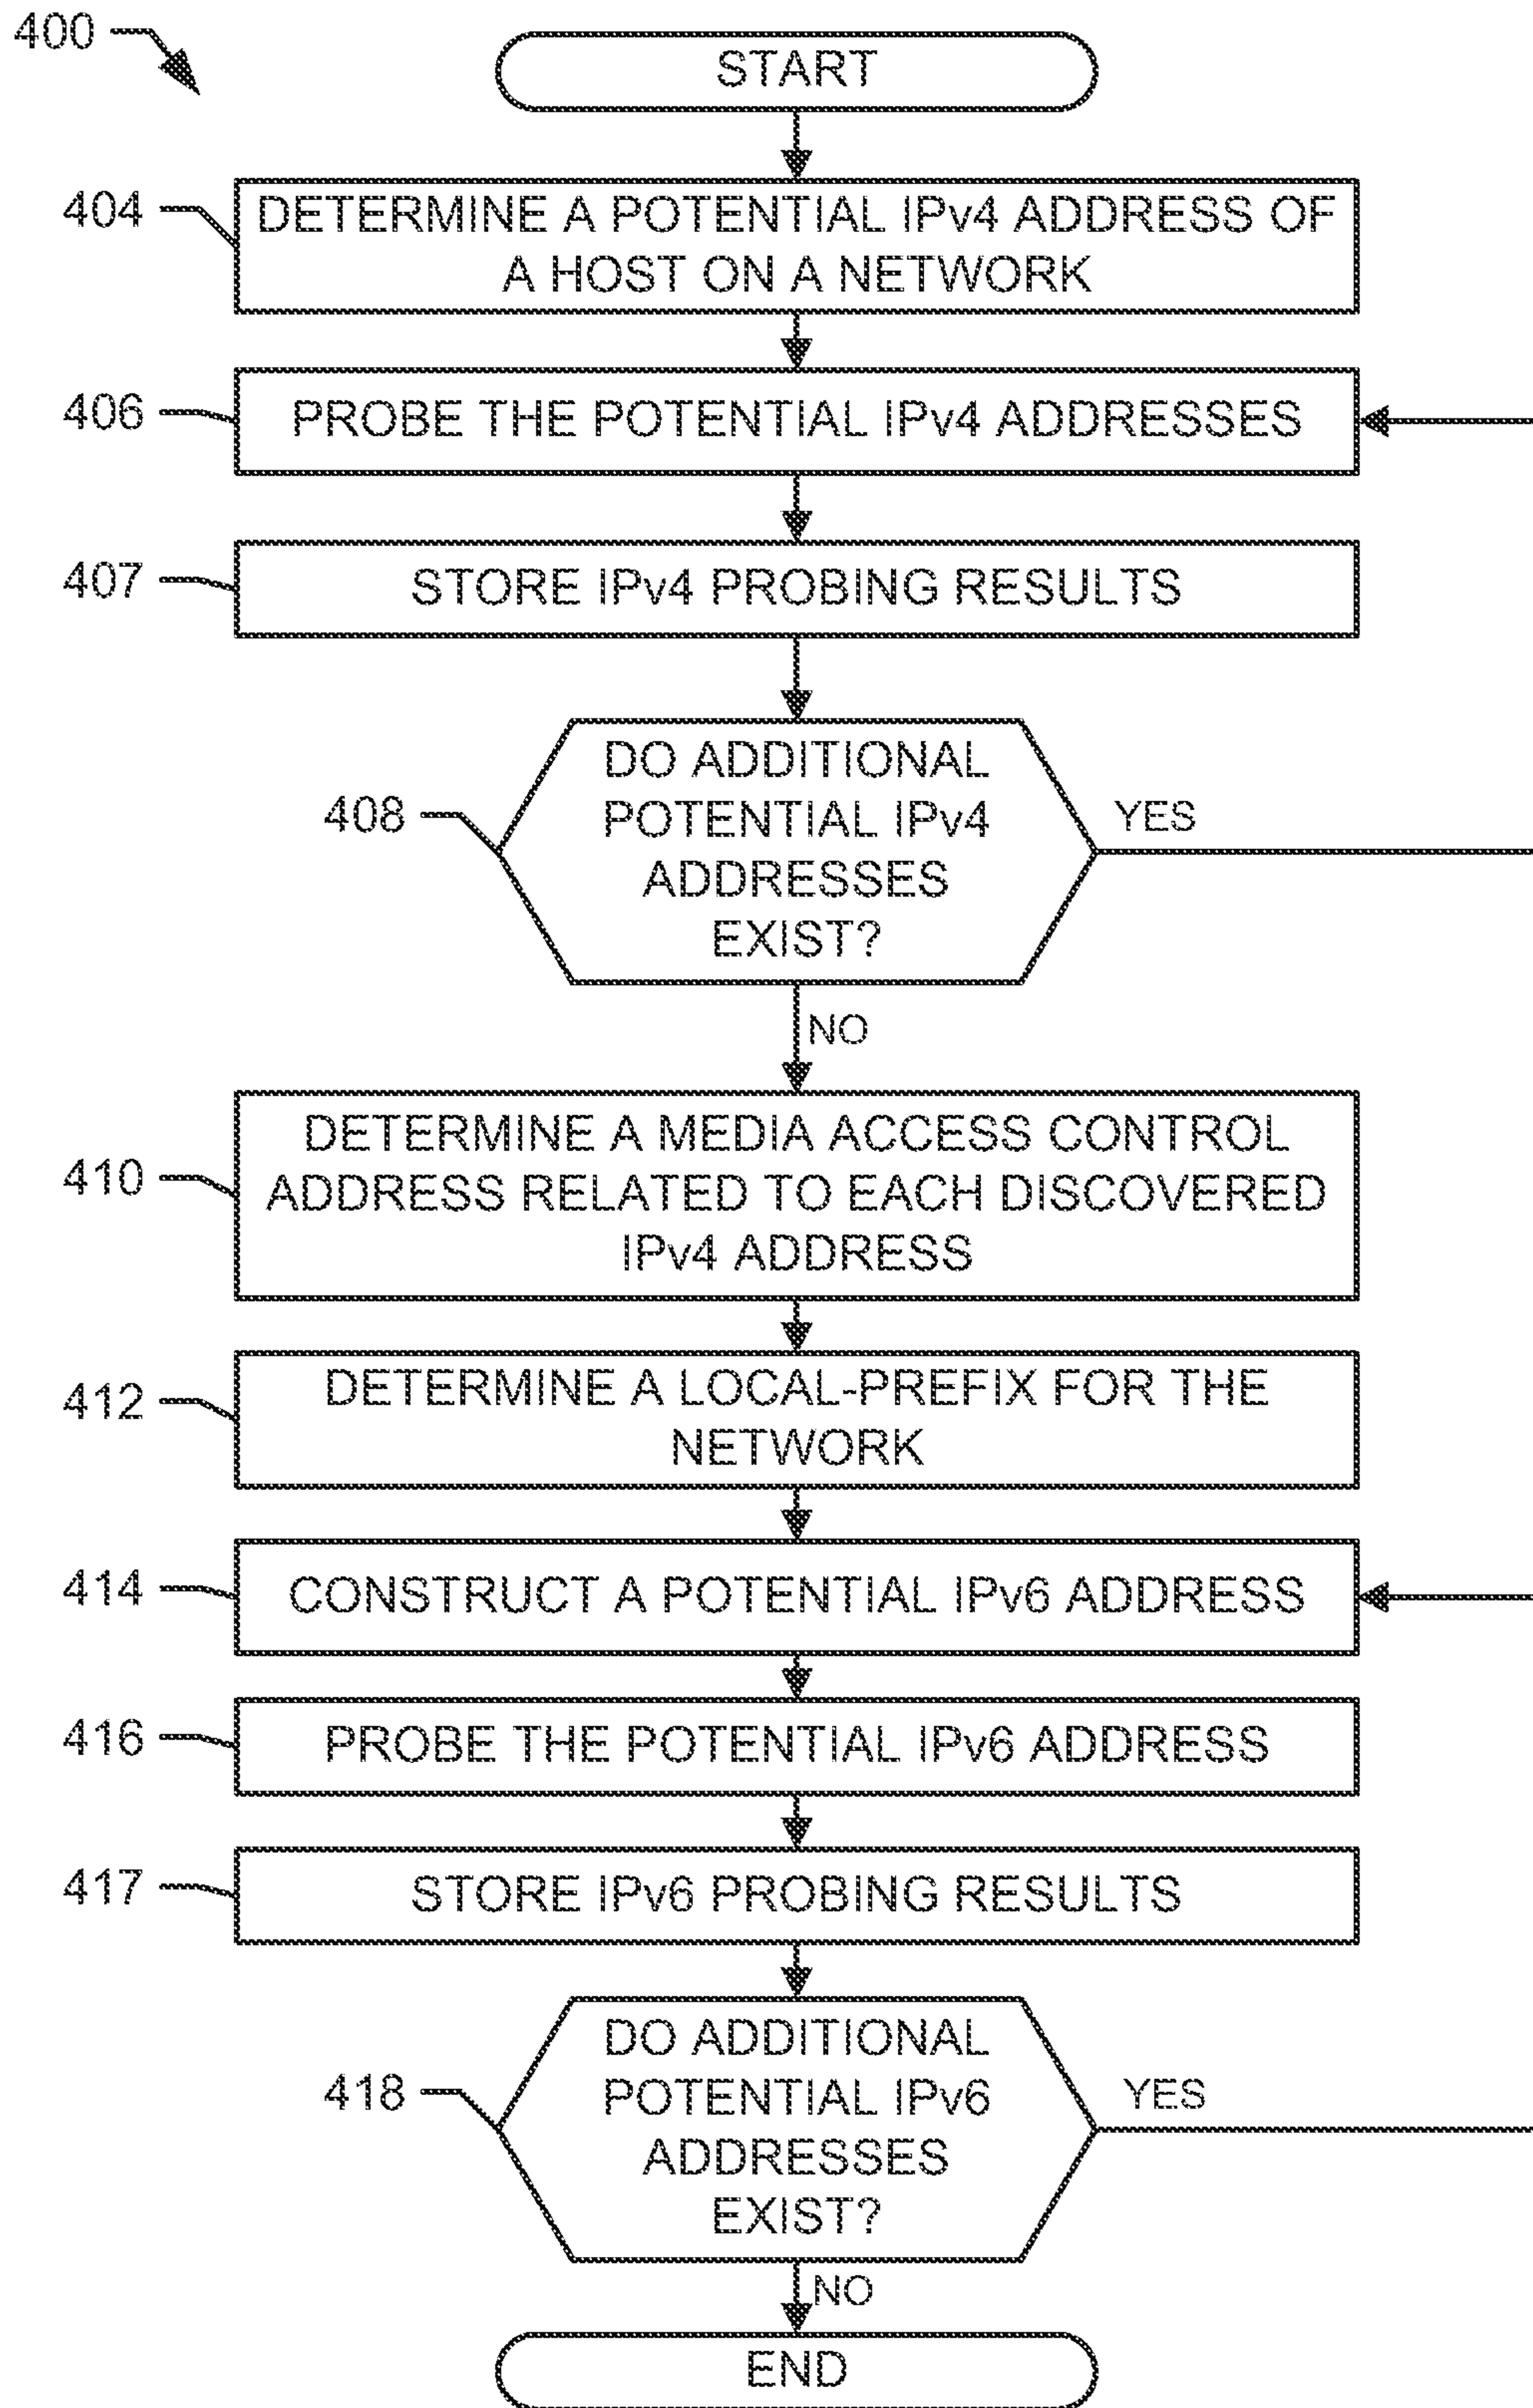 400
START
404
DETERMINE A POTENTIAL IPv4 ADDRESS OF
A HOST ON A NETWORK
406
PROBE THE POTENTIAL IPv4 ADDRESSES
407
STORE IPv4 PROBING RESULTS
DO ADDITIONAL
POTENTIAL IPv4
ADDRESSES
EXIST?
408
YES
NO
410
DETERMINE A MEDIA ACCESS CONTROL
ADDRESS RELATED TO EACH DISCOVERED
IPv4 ADDRESS
412
DETERMINE A LOCAL-PREFIX FOR THE
NETWORK
414
CONSTRUCT A POTENTIAL IPv6 ADDRESS
416
PROBE THE POTENTIAL IPv6 ADDRESS
417
STORE IPv6 PROBING RESULTS
DO ADDITIONAL
POTENTIAL IPv6
ADDRESSES
EXIST?
418
YES
NO
END